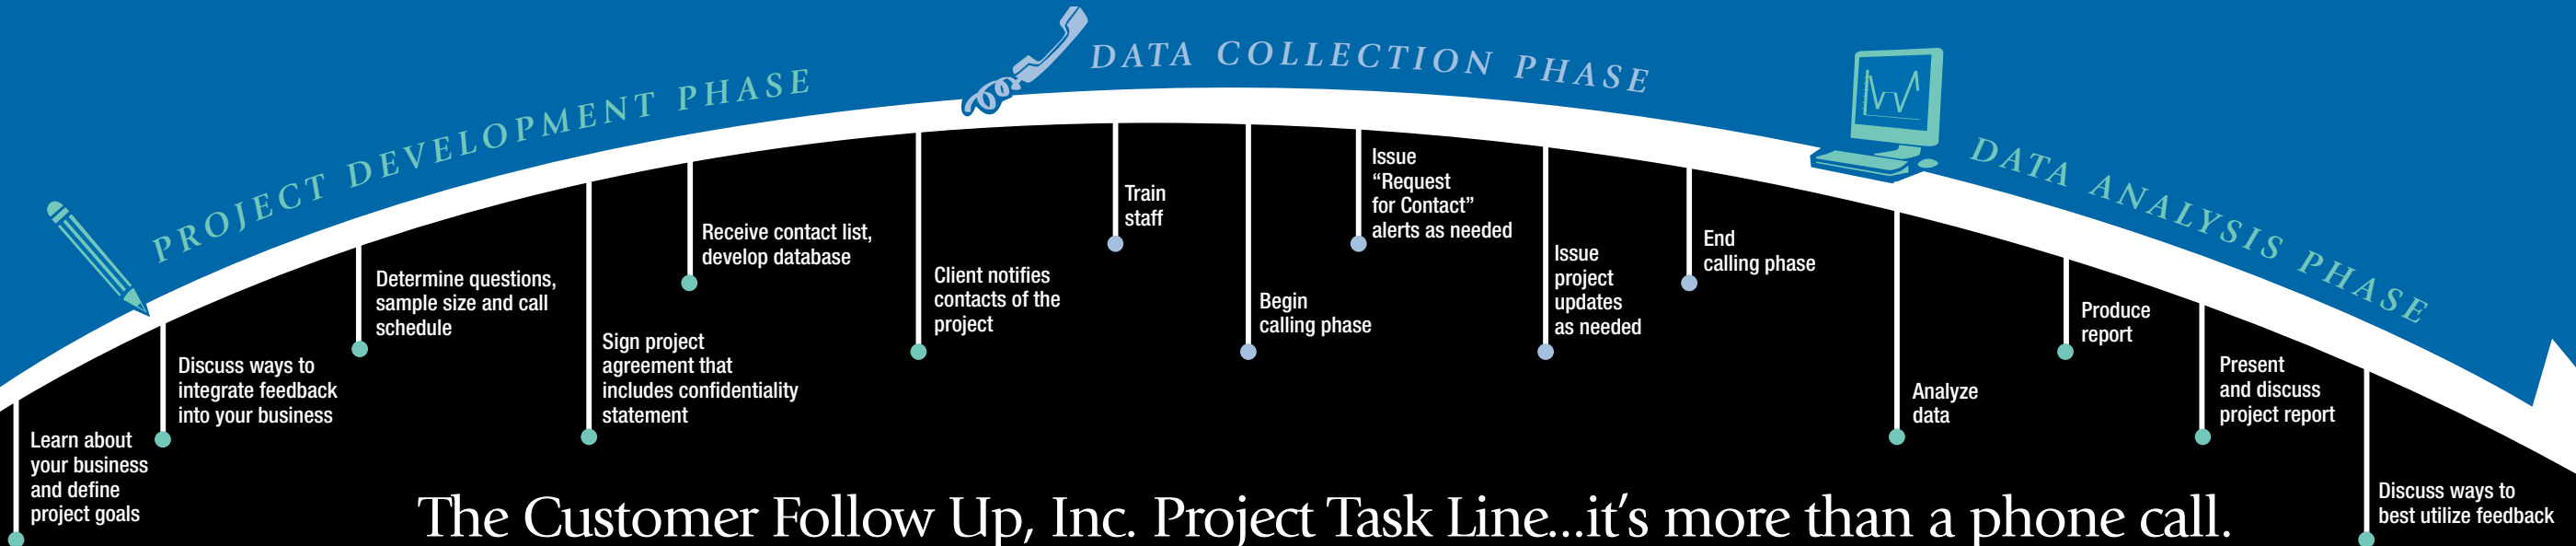 PROJECT DEVELOPMENT PHASE
DATA COLLECTION PHASE
DATA ANALYSIS PHASE
Learn about
your business
and define
project goals
Discuss ways to
integrate feedback
into your business
Determine questions,
sample size and call
schedule
Sign project
agreement that
includes confidentiality
statement
Receive contact list,
develop database
Client notifies
contacts of the
project
Train
staff
Begin
calling phase
Issue
“Request
for Contact”
alerts as needed
Issue
project
updates
as needed
End
calling phase
Analyze
data
Produce
report
Present
and discuss
project report
Discuss ways to
best utilize feedback
The Customer Follow Up, Inc. Project Task Line...it’s more than a phone call.